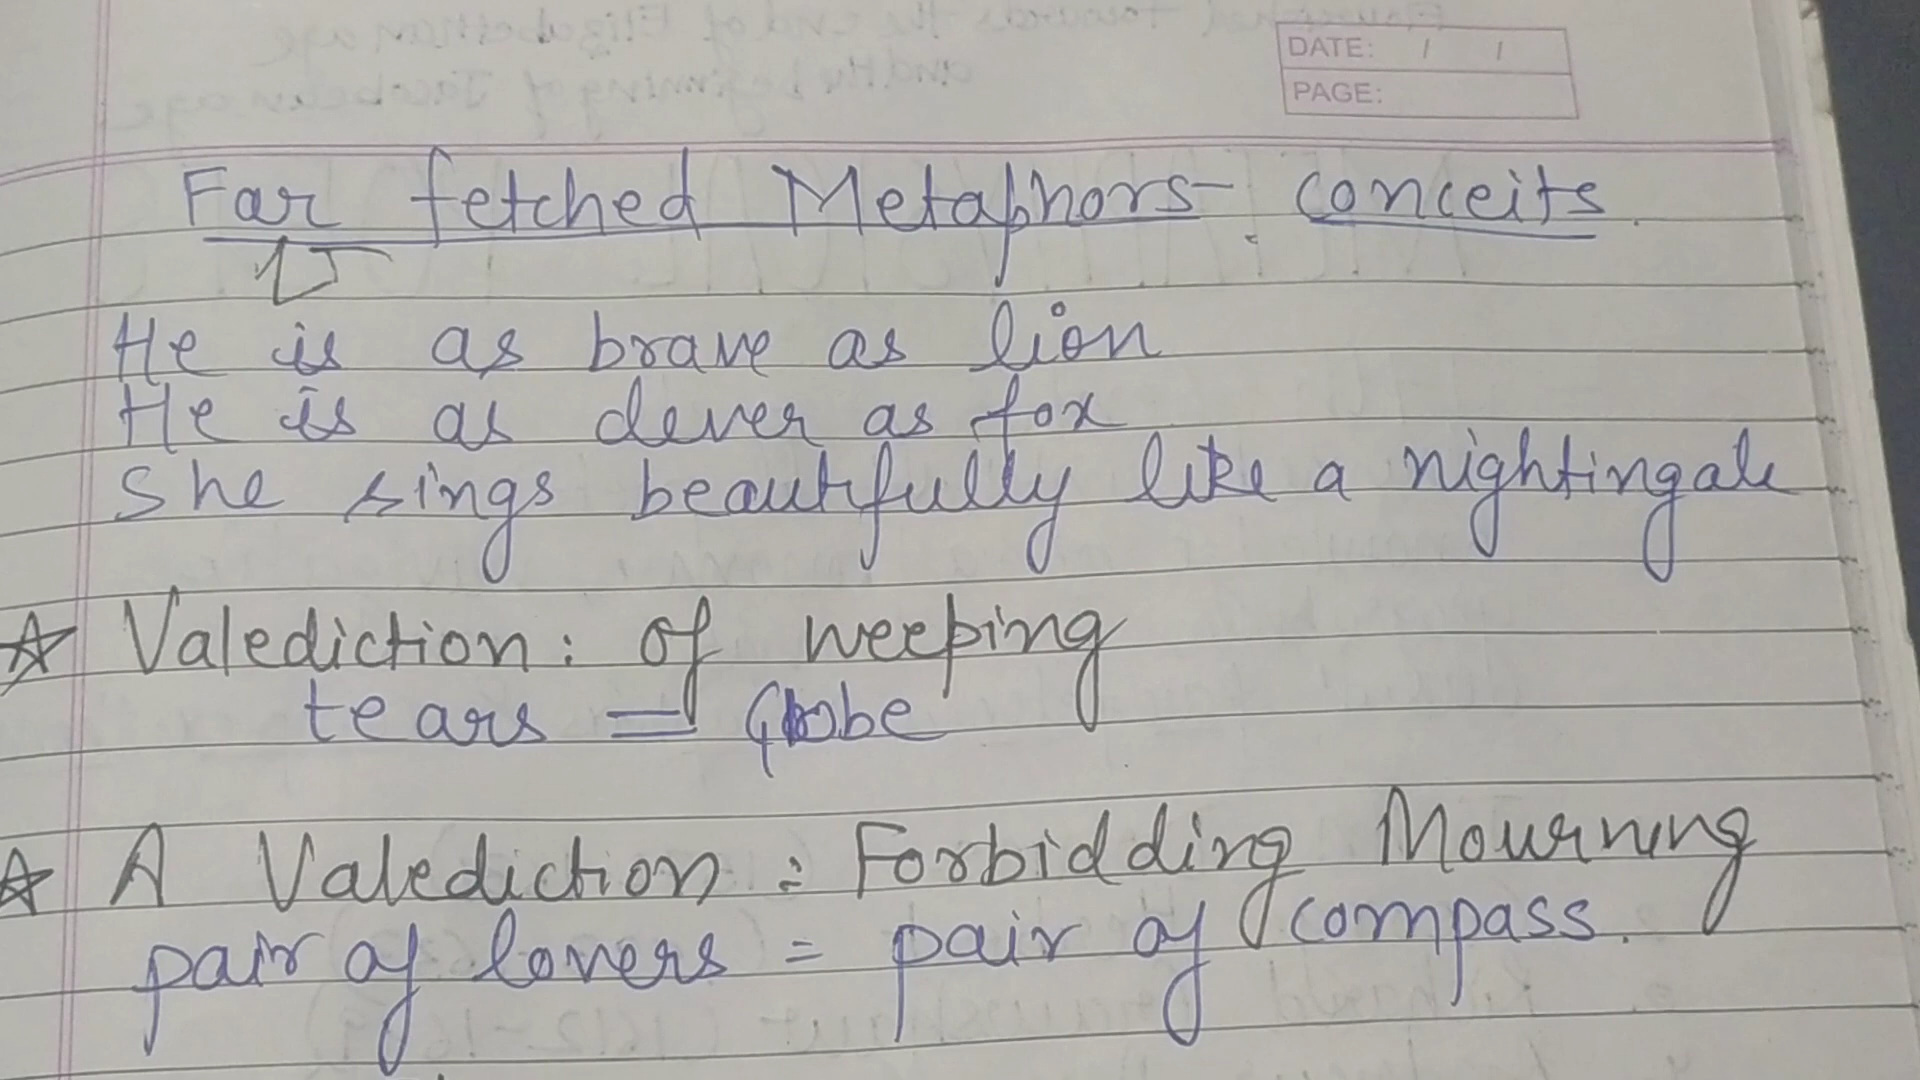 DATE: / /
PAGE:
Far fetched Metaphors - conceits.
He is as brave as lion
He is as clever as fox
She sings beautifully like a nightingale
☆ Valediction: of weeping
tears = Globe
☆ A Valediction: Forbidding Mourning
pair of lovers = pair of compass.